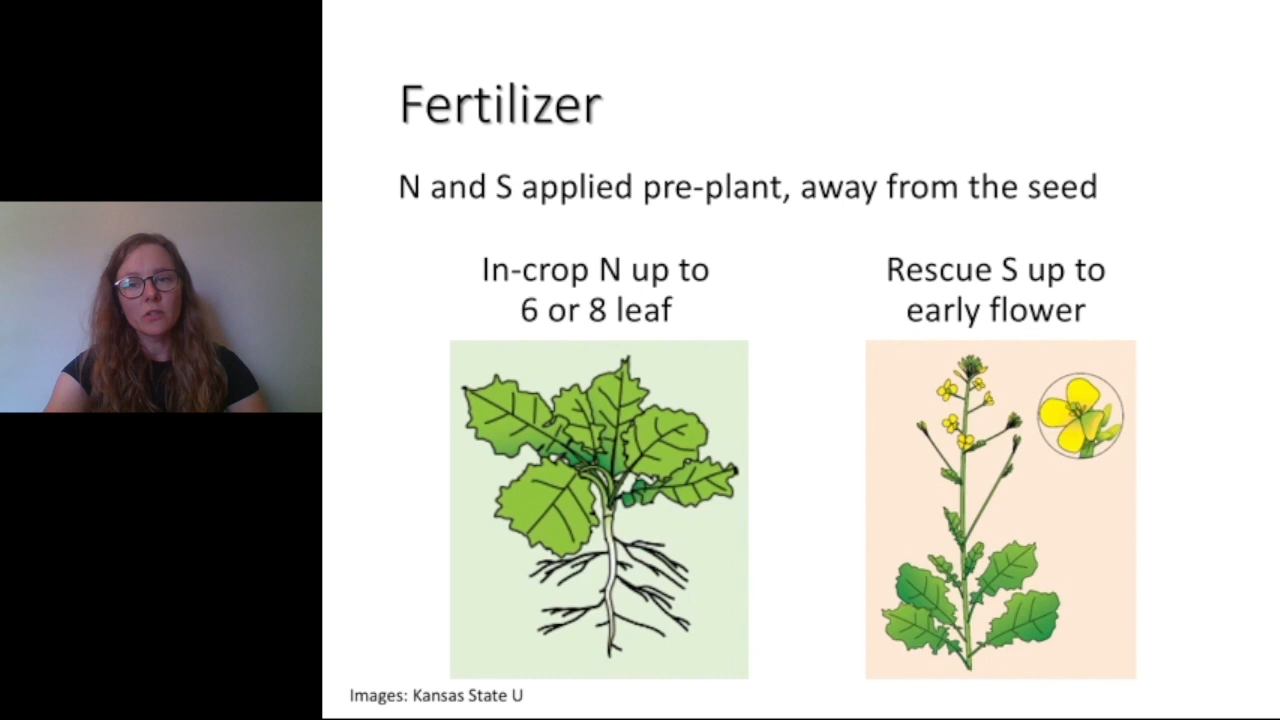 Fertilizer
N and S applied pre-plant, away from the seed
In-crop N up to
6 or 8 leaf
Rescue S up to
early flower
Images: Kansas State U